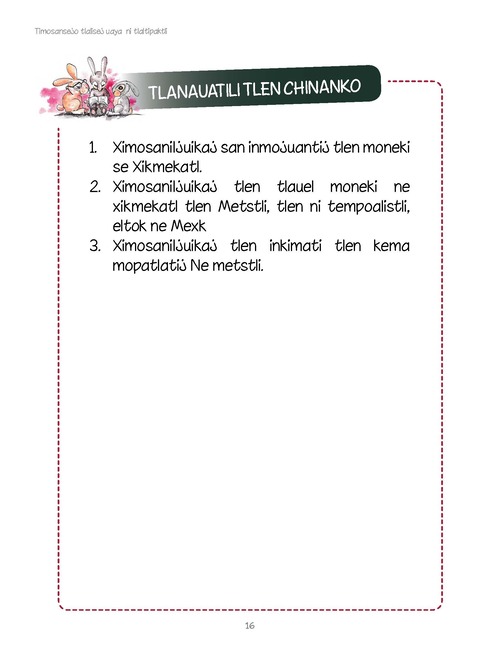 Timosansejo tlalisej uaya ni tlaltipaktli
TLANAUATILI TLEN CHINANKO
1. Ximosaniljuikaj san inmojuantij tlen moneki
se Xikmekatl.
2. Ximosaniljuikaj tlen tlauel moneki ne
xikmekatl tlen Metstli, tlen ni tempoalistli,
eltok ne Mexk
3. Ximosaniljuikaj tlen inkimati tlen kema
mopatlatij Ne metstli.
16